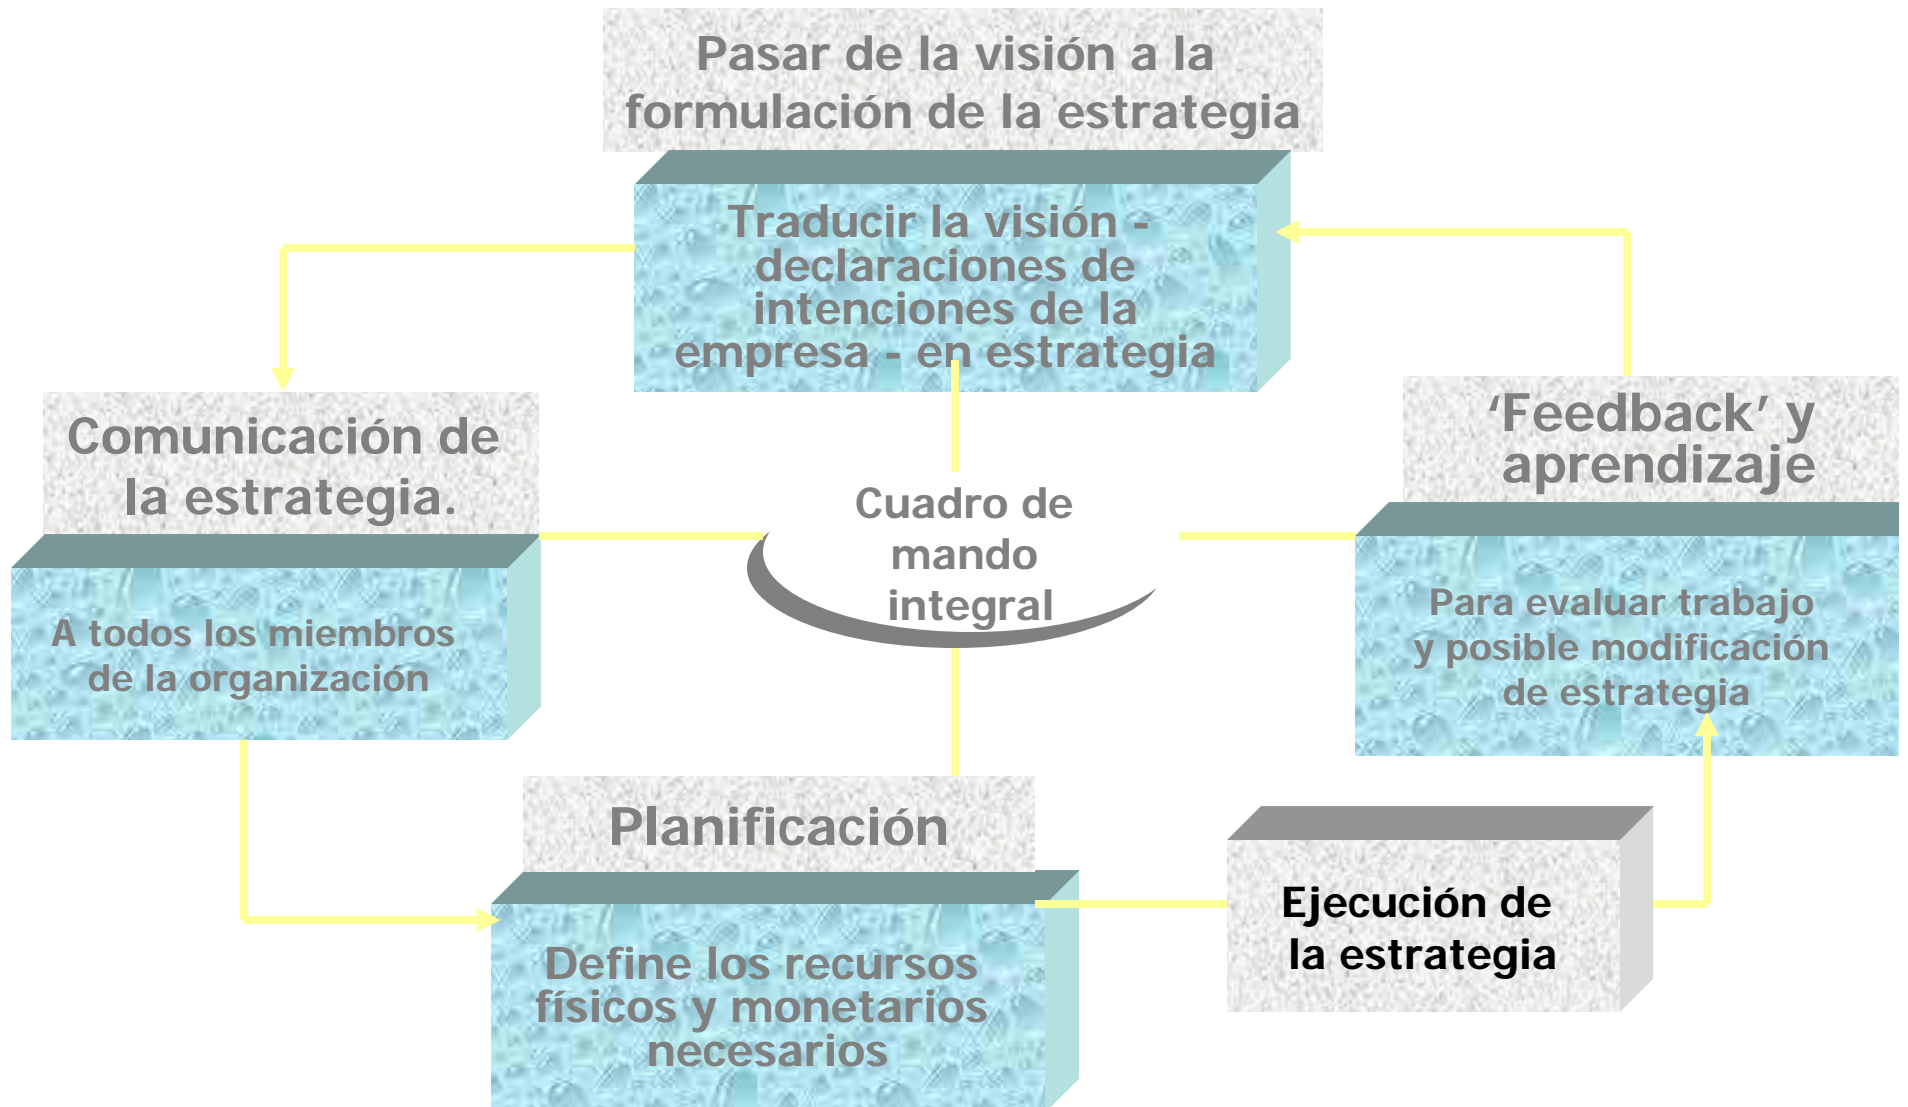 Pasar de la visión a la
formulación de la estrategia
Traducir la visión -
declaraciones de
intenciones de la
empresa - en estrategia
Comunicación de
la estrategia.
A todos los miembros
de la organización
Cuadro de
mando
integral
‘Feedback’ y
aprendizaje
Para evaluar trabajo
y posible modificación
de estrategia
Planificación
Define los recursos
físicos y monetarios
necesarios
Ejecución de
la estrategia